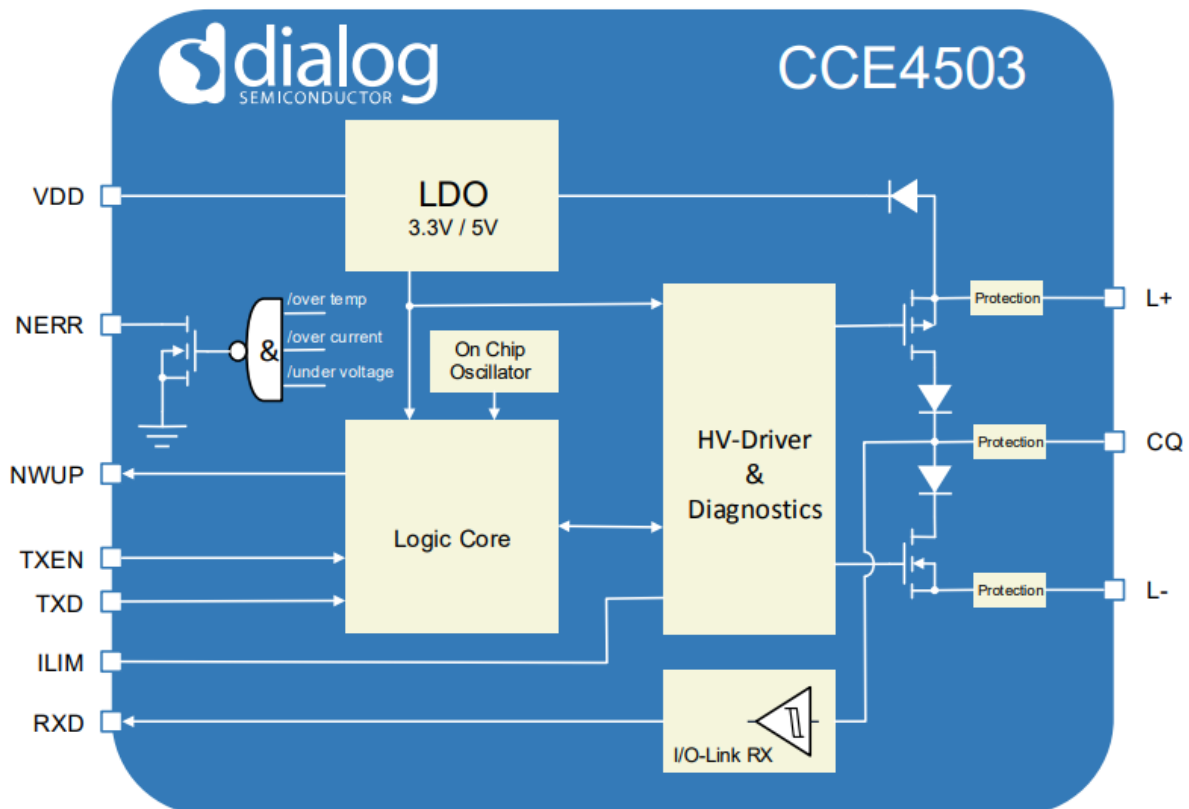 dialog
SEMICONDUCTOR
CCE4503
VDD
LDO
3.3V / 5V
NERR
&
/over temp
/over current
/under voltage
On Chip
Oscillator
Protection
L+
HV-Driver
&
Diagnostics
Protection
CQ
NWUP
Logic Core
TXEN
TXD
Protection
L-
ILIM
RXD
I/O-Link RX